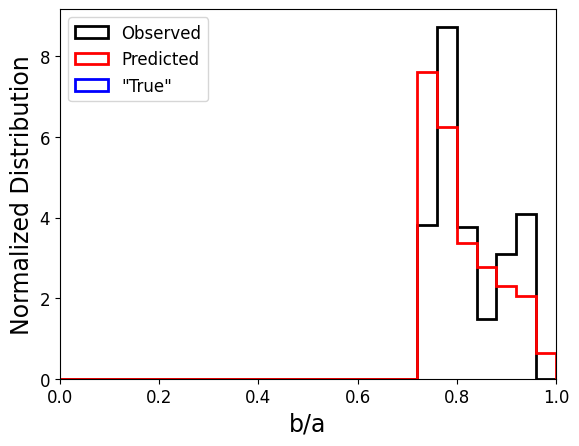 Observed
Predicted
"True"
Normalized Distribution
8
6
4
2
0
0.0 0.2 0.4 0.6 0.8 1.0
b/a